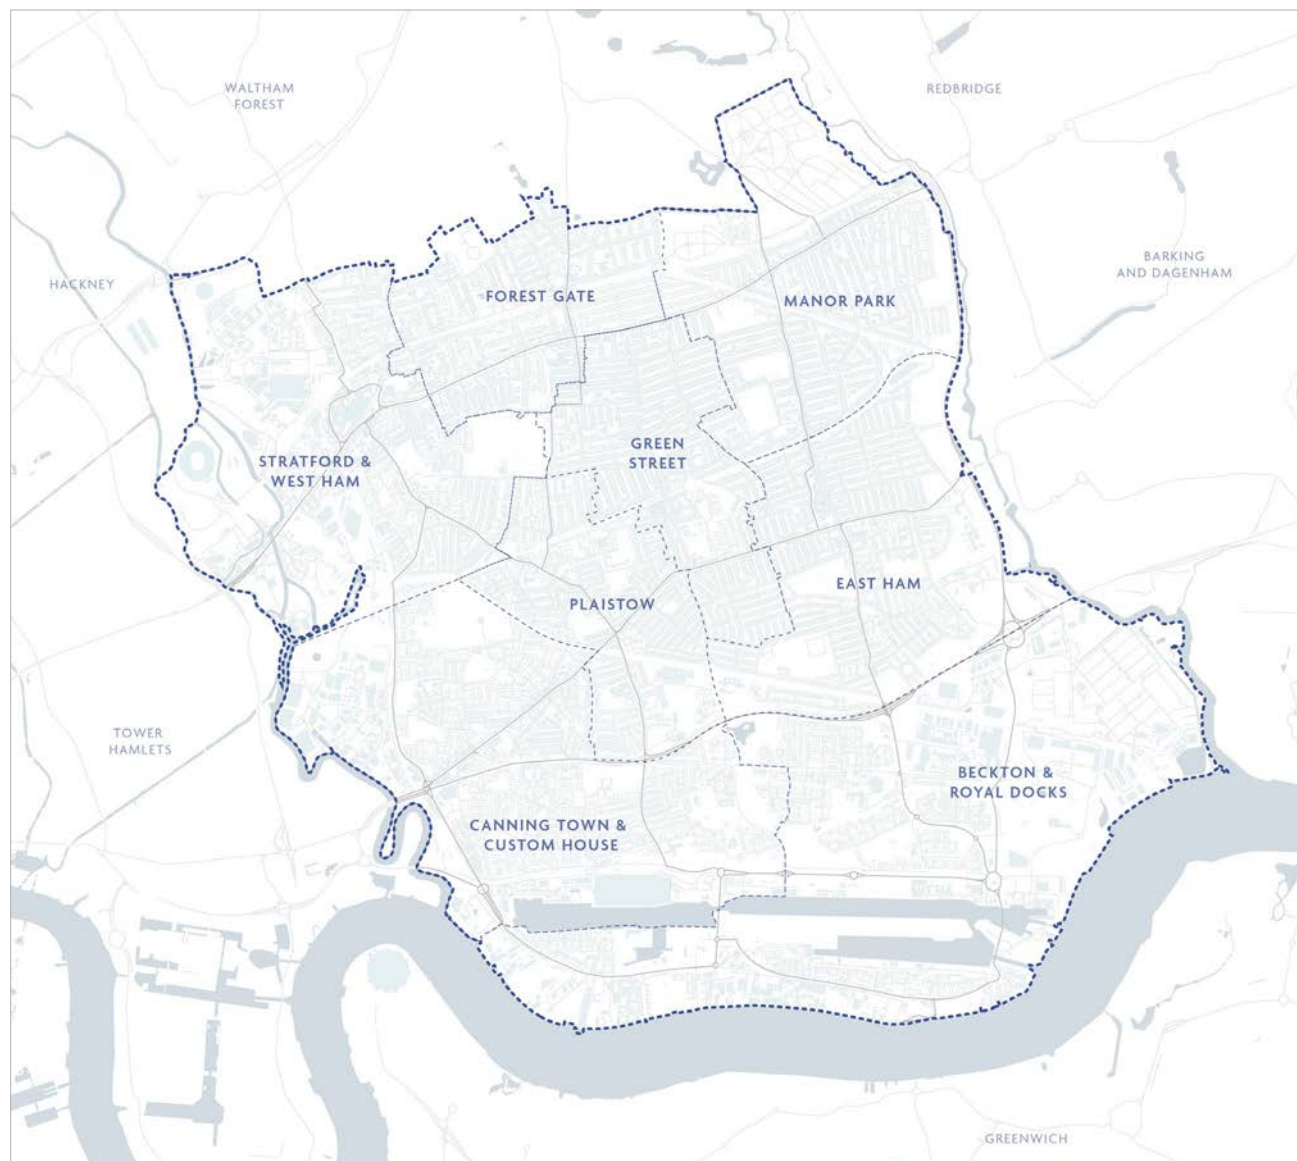 WALTHAM
FOREST
REDBRIDGE
HACKNEY
BARKING
AND DAGENHAM
FOREST GATE
MANOR PARK
GREEN
STREET
STRATFORD &
WEST HAM
EAST HAM
PLAISTOW
TOWER
HAMLETS
BECKTON &
ROYAL DOCKS
CANNING TOWN &
CUSTOM HOUSE
GREENWICH